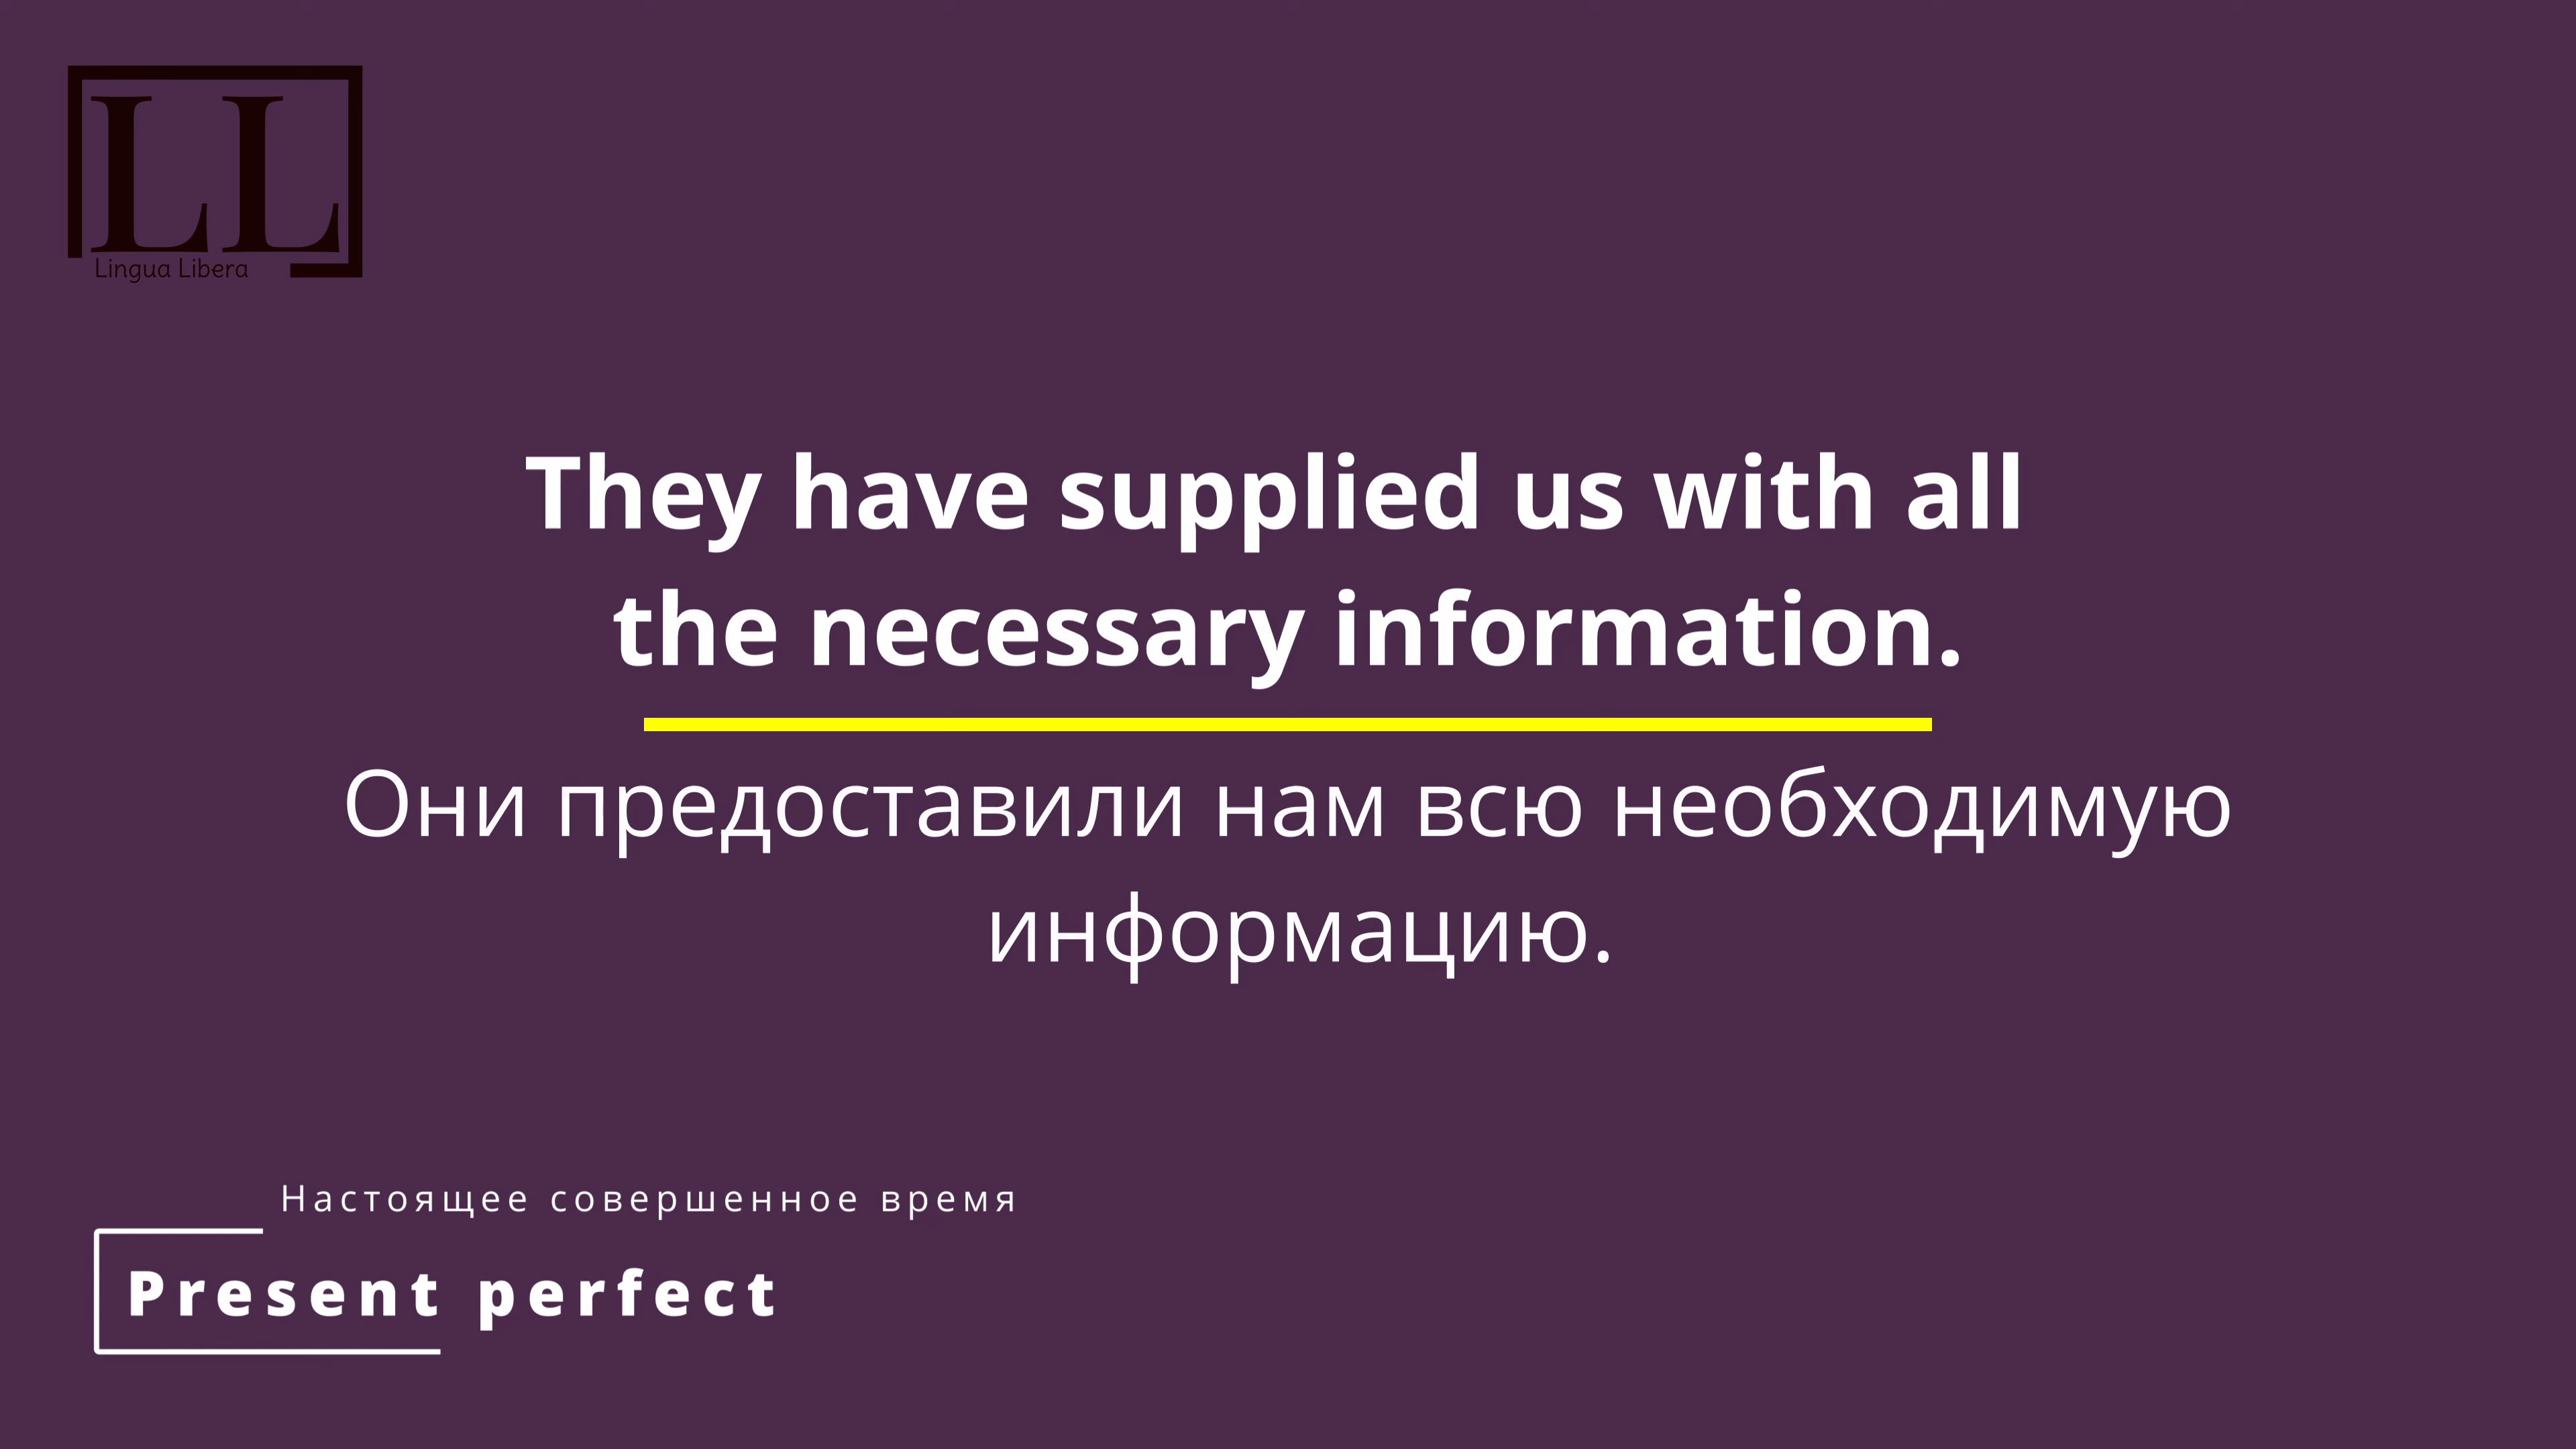 LL
Lingua Libera
They have supplied us with all
the necessary information.
Они предоставили нам всю необходимую
информацию.
Настоящее совершенное время
Present perfect